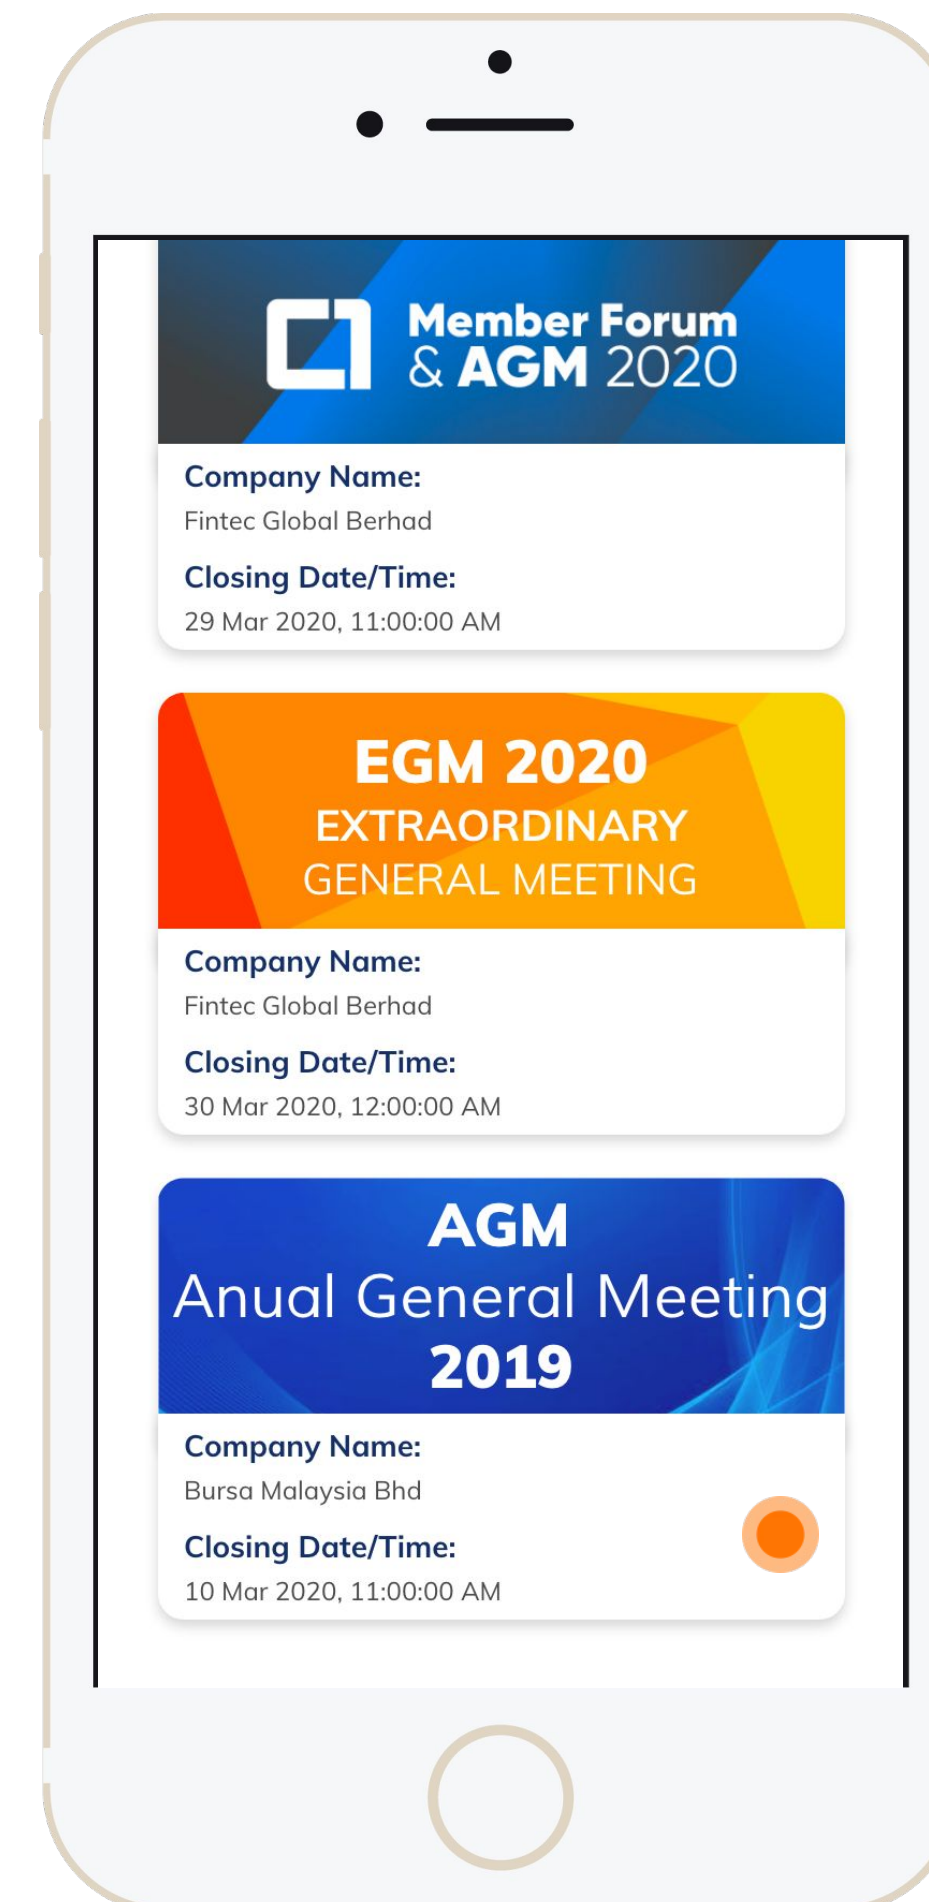 Member Forum
& AGM 2020
Company Name:
Fintec Global Berhad
Closing Date/Time:
29 Mar 2020, 11:00:00 AM
EGM 2020
EXTRAORDINARY
GENERAL MEETING
Company Name:
Fintec Global Berhad
Closing Date/Time:
30 Mar 2020, 12:00:00 AM
AGM
Anual General Meeting
2019
Company Name:
Bursa Malaysia Bhd
Closing Date/Time:
10 Mar 2020, 11:00:00 AM